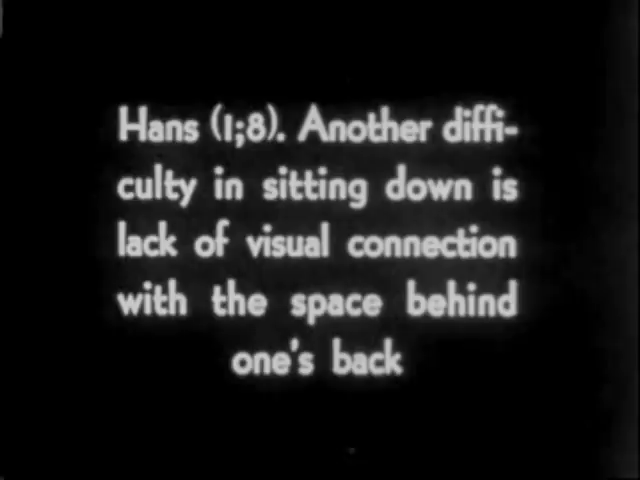 Hans (1;8). Another diffi-
culty in sitting down is
lack of visual connection
with the space behind
one's back